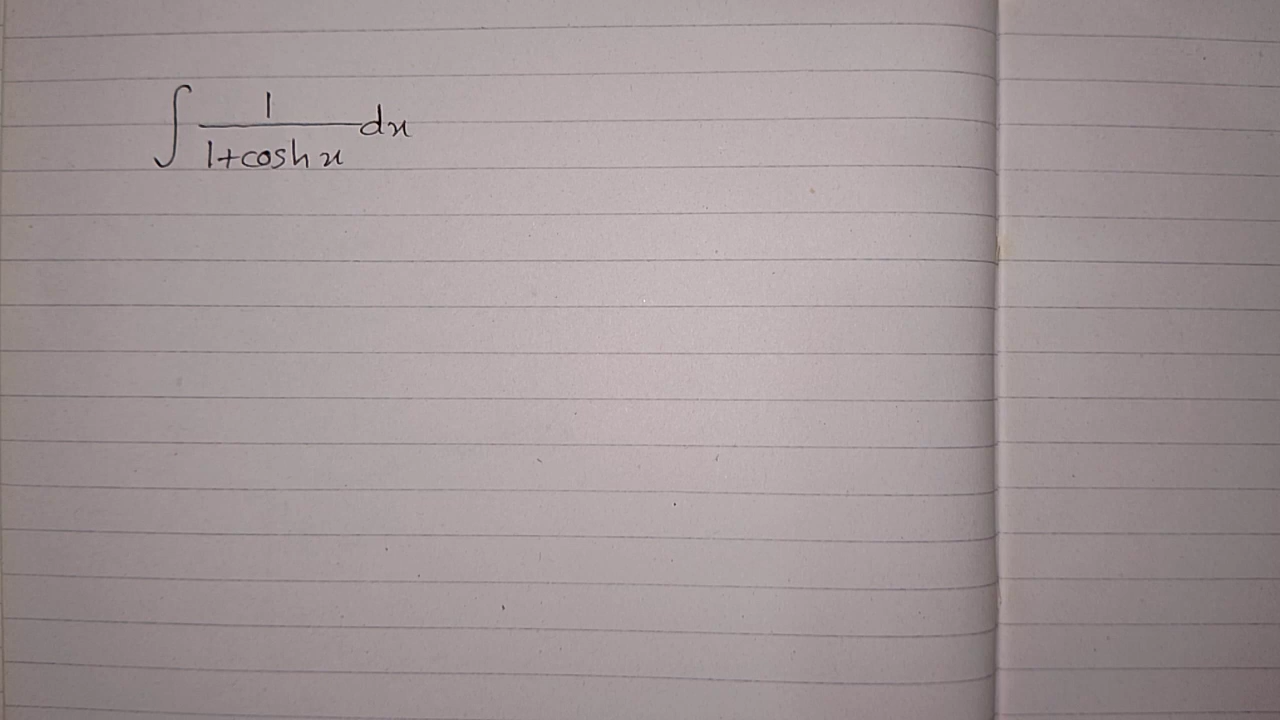 ∫ 1/(1+cosh x) dx